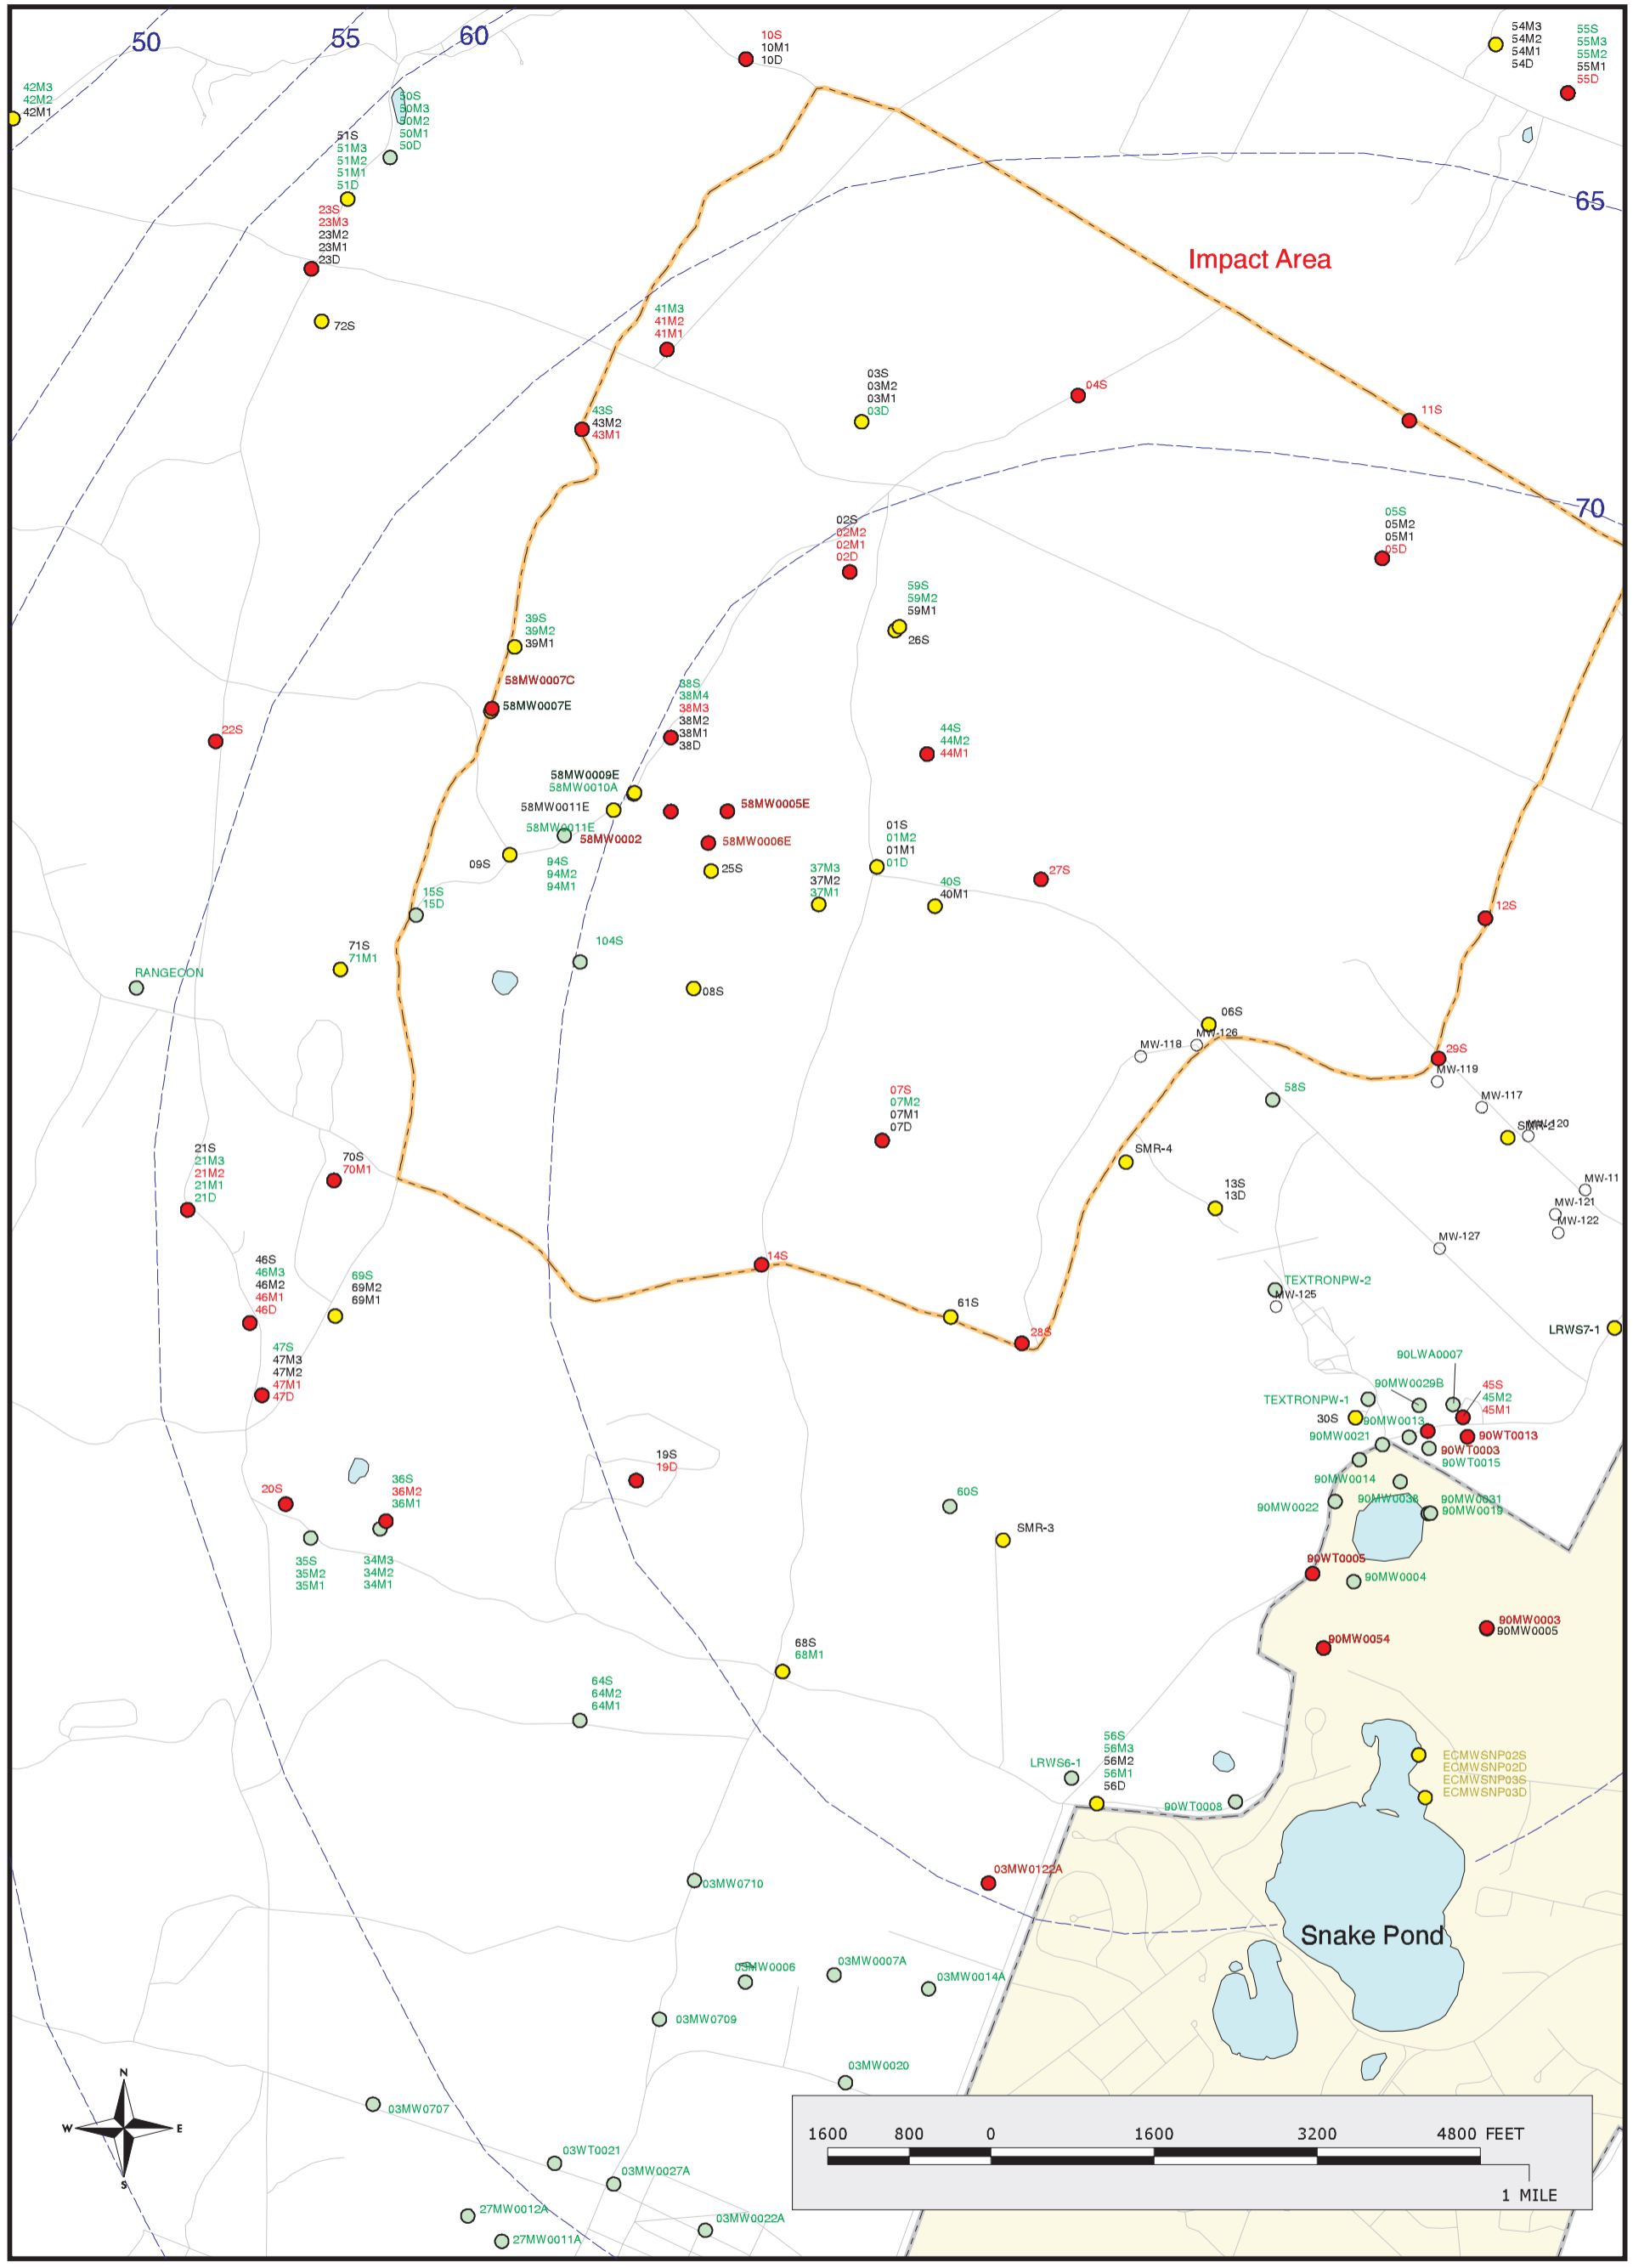 50
55
60
10S
10M1
10D
54M3
54M2
54M1
54D
55S
55M3
55M2
55M1
55D
42M3
42M2
42M1
50S
50M3
50M2
50M1
50D
51S
51M3
51M2
51M1
51D
65
23S
23M3
23M2
23M1
23D
Impact Area
72S
41M3
41M2
41M1
03S
03M2
03M1
03D
04S
11S
43S
43M2
43M1
70
02S
02M2
02M1
02D
05S
05M2
05M1
05D
59S
59M2
59M1
26S
39S
39M2
39M1
58MW0007C
58MW0007E
38S
38M4
38M3
38M2
38M1
38D
22S
44S
44M2
44M1
58MW0009E
58MW0010A
58MW0011E
58MW0005E
58MW0011E
58MW0002
58MW0006E
01S
01M2
01M1
01D
09S
94S
94M2
94M1
25S
37M3
37M2
37M1
40S
40M1
27S
15S
15D
12S
71S
71M1
104S
RANGECON
08S
06S
MW-126
MW-118
29S
MW-119
07S
07M2
07M1
07D
58S
MW-117
SMR-2
MW-120
21S
21M3
21M2
21M1
21D
70S
70M1
SMR-4
13S
13D
MW-11
MW-121
MW-122
MW-127
14S
46S
46M3
46M2
46M1
46D
69S
69M2
69M1
TEXTRONPW-2
MW-125
61S
28S
LRWS7-1
47S
47M3
47M2
47M1
47D
90LWA0007
90MW0029B
45S
45M2
45M1
TEXTRONPW-1
30S
90MW0013
90MW0021
90WT0013
90WT0003
90WT0015
19S
19D
20S
36S
36M2
36M1
90MW0014
60S
90MW0022
90MW0038
90MW0031
90MW0019
SMR-3
35S
35M2
35M1
34M3
34M2
34M1
90WT0005
90MW0004
90MW0003
90MW0005
90MW0054
68S
68M1
64S
64M2
64M1
LRWS6-1
56S
56M3
56M2
56M1
56D
ECMWSNP02S
ECMWSNP02D
ECMWSNP03S
ECMWSNP03D
90WT0008
03MW0122A
03MW0710
Snake Pond
03MW0006
03MW0007A
03MW0014A
03MW0709
03MW0020
N
W
E
S
03MW0707
1600
800
0
1600
3200
4800 FEET
1 MILE
03WT0021
03MW0027A
27MW0012A
03MW0022A
27MW0011A